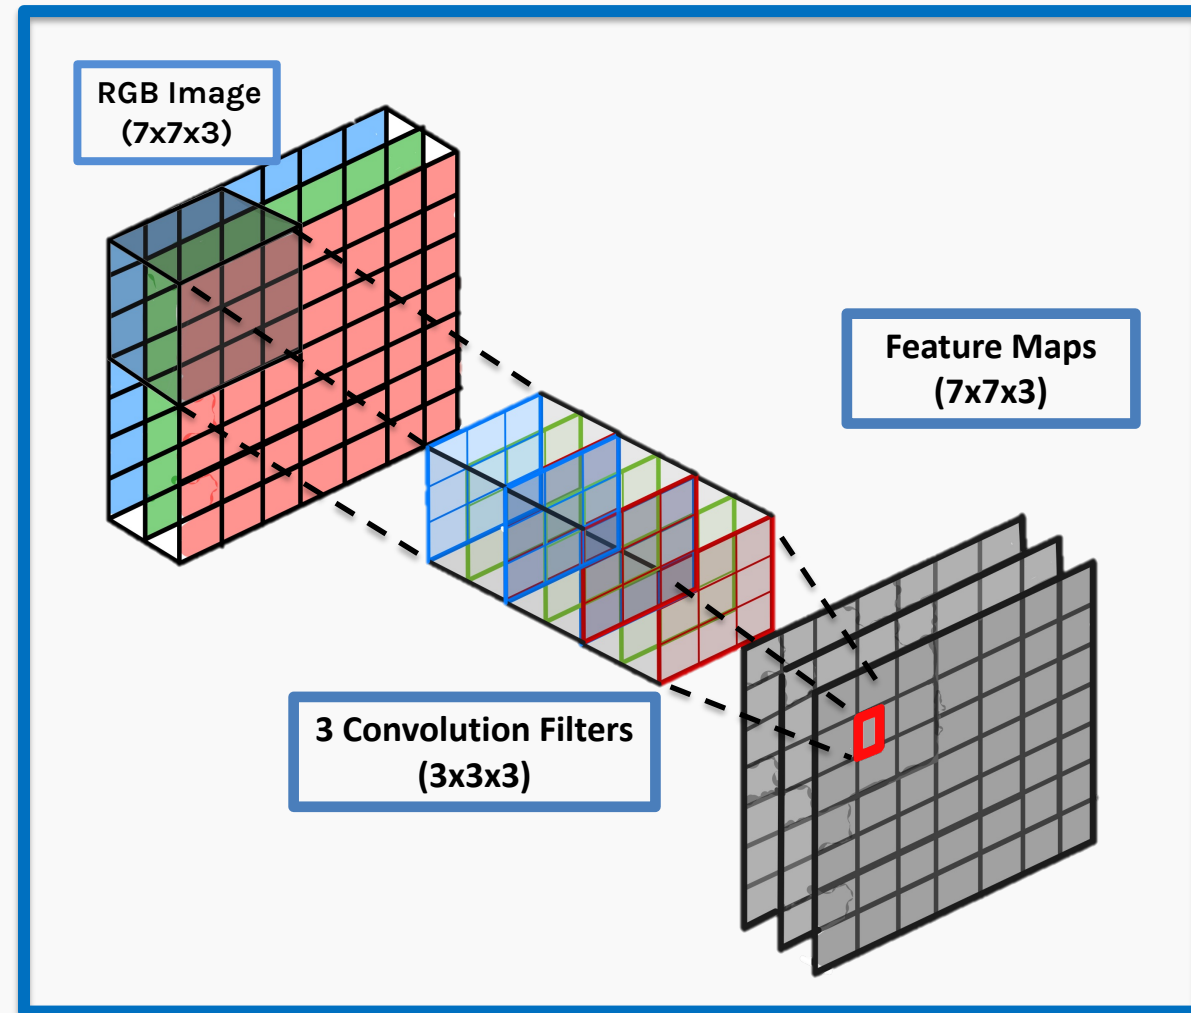 RGB Image
(7x7x3)
Feature Maps
(7x7x3)
3 Convolution Filters
(3x3x3)